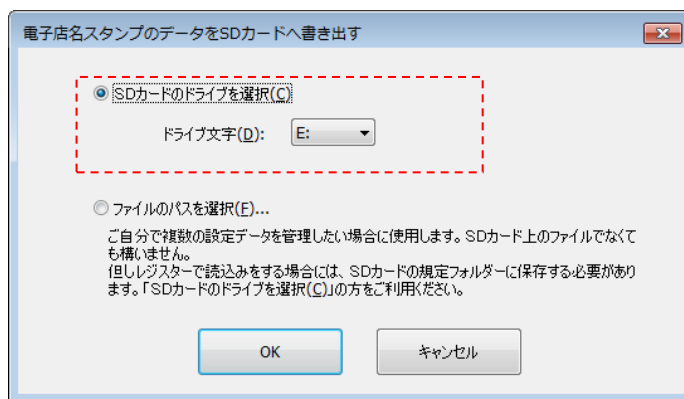 電子店名スタンプのデータをSDカードへ書き出す
SDカードのドライブを選択(C)
ドライブ文字(D): E:
ファイルのパスを選択(F)...
ご自分で複数の設定データを管理したい場合に使用します。SDカード上のファイルでなくて
も構いません。
但しレジスターで読込みをする場合には、SDカードの規定フォルダーに保存する必要があり
ます。「SDカードのドライブを選択(C)」の方をご利用ください。
OK キャンセル